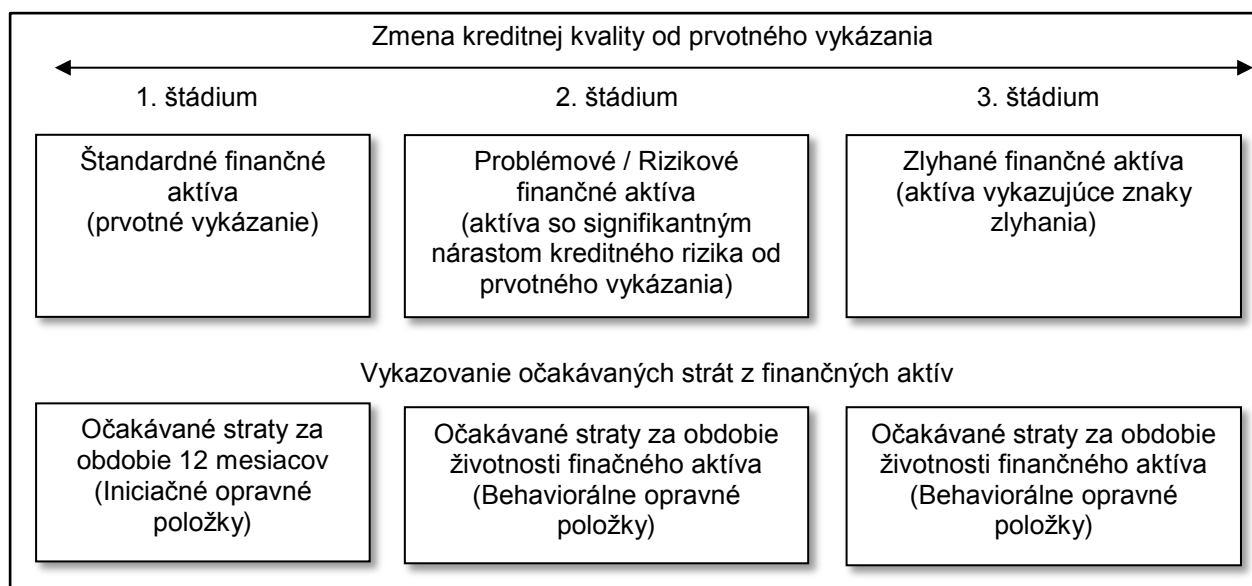 Zmena kreditnej kvality od prvotného vykázania
1. štádium
2. štádium
3. štádium
Štandardné finančné
aktíva
(prvotné vykázanie)
Problémové / Rizikové
finančné aktíva
(aktíva so signifikantným
nárastom kreditného rizika od
prvotného vykázania)
Zlyhané finančné aktíva
(aktíva vykazujúce znaky
zlyhania)
Vykazovanie očakávaných strát z finančných aktív
Očakávané straty za
obdobie 12 mesiacov
(Iniciačné opravné
položky)
Očakávané straty za obdobie
životnosti finačného aktíva
(Behaviorálne opravné
položky)
Očakávané straty za obdobie
životnosti finančného aktíva
(Behaviorálne opravné
položky)